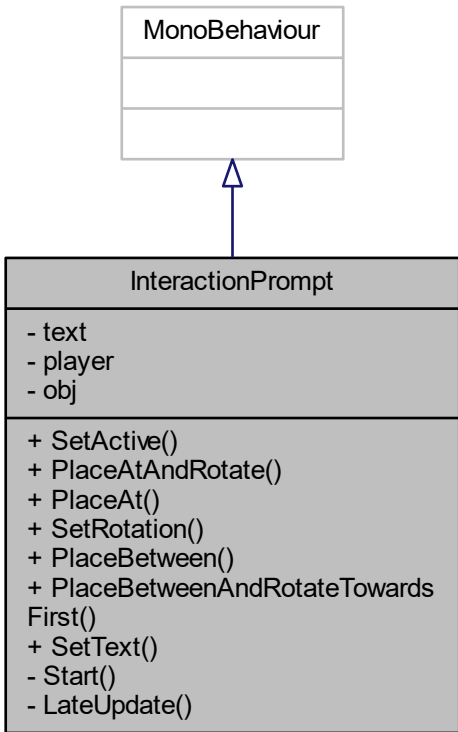 MonoBehaviour
InteractionPrompt
- text
- player
- obj
+ SetActive()
+ PlaceAtAndRotate()
+ PlaceAt()
+ SetRotation()
+ PlaceBetween()
+ PlaceBetweenAndRotateTowards
First()
+ SetText()
- Start()
- LateUpdate()